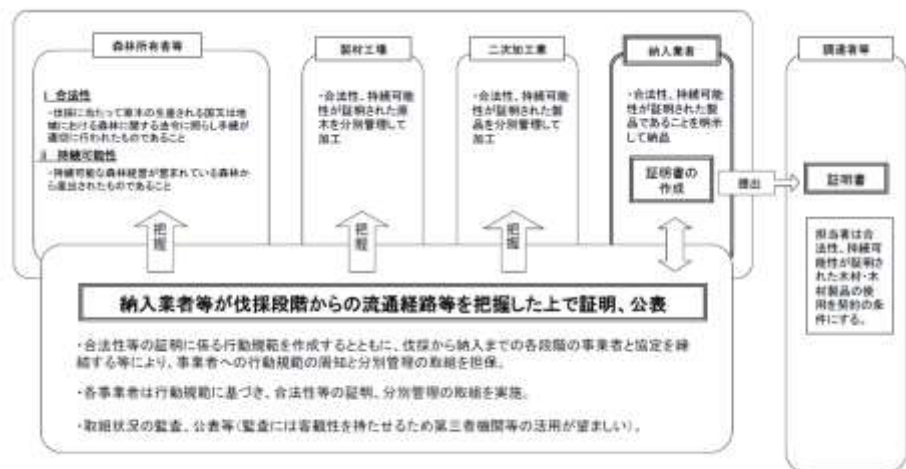 森林所有者等
Ⅰ 合法性
・伐採に当たって原木の生産される国又は地
域における森林に関する法令に照らし手続が
適切に行われたものであること
Ⅱ 持続可能性
・持続可能な森林経営が営まれている森林か
ら産出されたものであること
製材工場
・合法性、持続可能
性が証明された原
木を分別管理して
加工
二次加工業
・合法性、持続可能
性が証明された製
品を分別管理して
加工
納入業者
・合法性、持続可能
性が証明された製
品であることを明示
して納品
証明書の
作成
提出
調達者等
証明書
担当者は合
法性、持続可
能性が証明さ
れた木材・木
材製品の使
用を契約の条
件にする。
把握
把握
把握
納入業者等が伐採段階からの流通経路等を把握した上で証明、公表
・合法性等の証明に係る行動規範を作成するとともに、伐採から納入までの各段階の事業者と協定を締
結する等により、事業者への行動規範の周知と分別管理の取組を担保。
・各事業者は行動規範に基づき、合法性等の証明、分別管理の取組を実施。
・取組状況の監査、公表等(監査には客観性を持たせるため第三者機関等の活用が望ましい)。